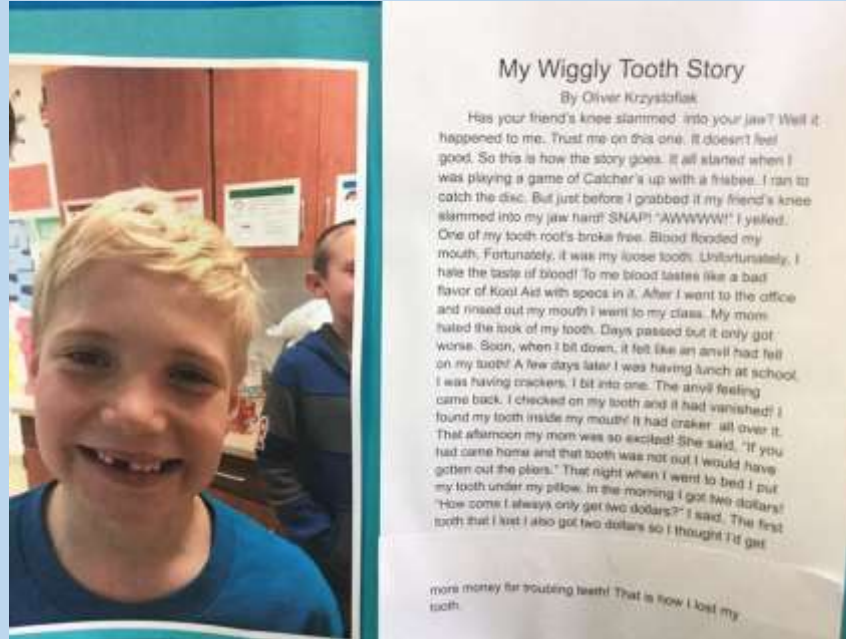 My Wiggly Tooth Story
By Oliver Krzystofiak
Has your friend's knee slammed into your jaw? Well it
happened to me. Trust me on this one. It doesn't feel
good. So this is how the story goes. It all started when I
was playing a game of Catcher's up with a frisbee. I ran to
catch the disc. But just before I grabbed it my friend's knee
slammed into my jaw hard! SNAP! "AWWWW!" I yelled.
One of my tooth root's broke free. Blood flooded my
mouth. Fortunately, it was my loose tooth. Unfortunately, I
hate the taste of blood! To me blood tastes like a bad
flavor of Kool Aid with specs in it. After I went to the office
and rinsed out my mouth I went to my class. My mom
hated the look of my tooth. Days passed but it only got
worse. Soon, when I bit down, it felt like an anvil had fell
on my tooth! A few days later I was having lunch at school.
I was having crackers. I bit into one. The anvil feeling
came back. I checked on my tooth and it had vanished! I
found my tooth inside my mouth! It had craker all over it.
That afternoon my mom was so excited! She said, "If you
had came home and that tooth was not out I would have
gotten out the pliers." That night when I went to bed I put
my tooth under my pillow. In the morning I got two dollars!
"How come I always only get two dollars?" I said. The first
tooth that I lost I also got two dollars so I thought I'd get
more money for troubling teeth! That is how I lost my
tooth.